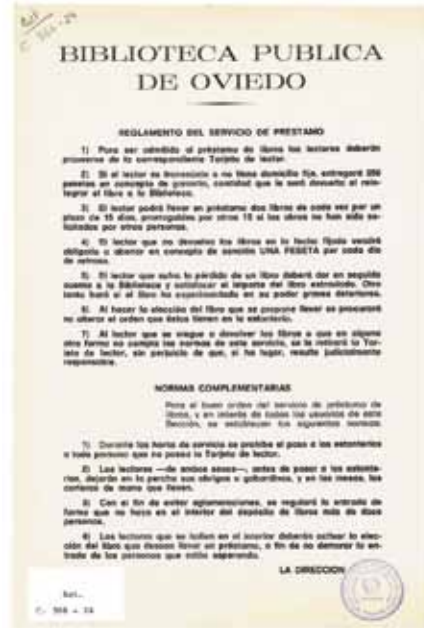 BIBLIOTECA PUBLICA
DE OVIEDO
REGLAMENTO DEL SERVICIO DE PRESTAMO
1) Para ser admitido al préstamo de libros los lectores deberán
proveerse de la correspondiente Tarjeta de lector.
2) Si el lector es transeúnte o no tiene domicilio fijo, entregará 250
pesetas en concepto de garantía, cantidad que le será devuelta al rein-
tegrar el libro a la Biblioteca.
3) El lector podrá llevar en préstamo dos libros de cada vez por un
plazo de 15 días, prorrogables por otros 15 si las obras no han sido so-
licitadas por otras personas.
4) El lector que no devuelva los libros en la fecha fijada vendrá
obligado a abonar en concepto de sanción UNA PESETA por cada día
de retraso.
5) El lector que sufra la pérdida de un libro deberá dar en seguida
cuenta a la Biblioteca y satisfacer el importe del libro extraviado. Otro
tanto hará si el libro ha experimentado en su poder graves deterioros.
6) Al hacer la elección del libro que se propone llevar se procurará
no alterar el orden que éstos tienen en la estantería.
7) Al lector que se niegue a devolver los libros o que en alguna
otra forma no cumpla las normas de este servicio, se le retirará la Tar-
jeta de lector, sin perjuicio de que, si ha lugar, resulte judicialmente
responsable.
NORMAS COMPLEMENTARIAS
Para el buen orden del servicio de préstamo de
libros, y en interés de todos los usuarios de esta
Sección, se establecen las siguientes normas:
1) Durante las horas de servicio se prohíbe el paso a las estanterías
a toda persona que no posea la Tarjeta de lector.
2) Los lectores —de ambos sexos—, antes de pasar a las estante-
rías, dejarán en la percha sus abrigos o gabardinas, y en las mesas, las
carteras de mano que lleven.
3) Con el fin de evitar aglomeraciones, se regulará la entrada de
forma que no haya en el interior del depósito de libros más de doce
personas.
4) Los lectores que se hallen en el interior deberán activar la elec-
ción del libro que desean llevar en préstamo, a fin de no demorar la en-
trada de las personas que estén esperando.
LA DIRECCION